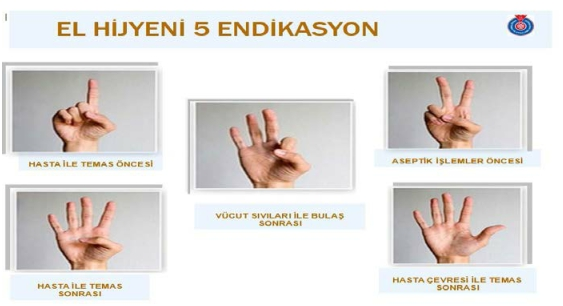 EL HİJYENİ 5 ENDİKASYON
HASTA İLE TEMAS ÖNCESİ
ASEPTİK İŞLEMLER ÖNCESİ
VÜCUT SIVILARI İLE BULAŞ
SONRASI
HASTA İLE TEMAS
SONRASI
HASTA ÇEVRESİ İLE TEMAS
SONRASI